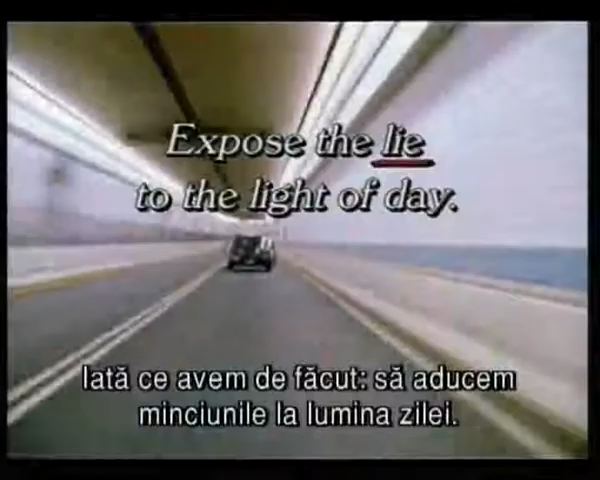 Expose the lie
to the light of day.
Iată ce avem de făcut: să aducem
minciunile la lumina zilei.